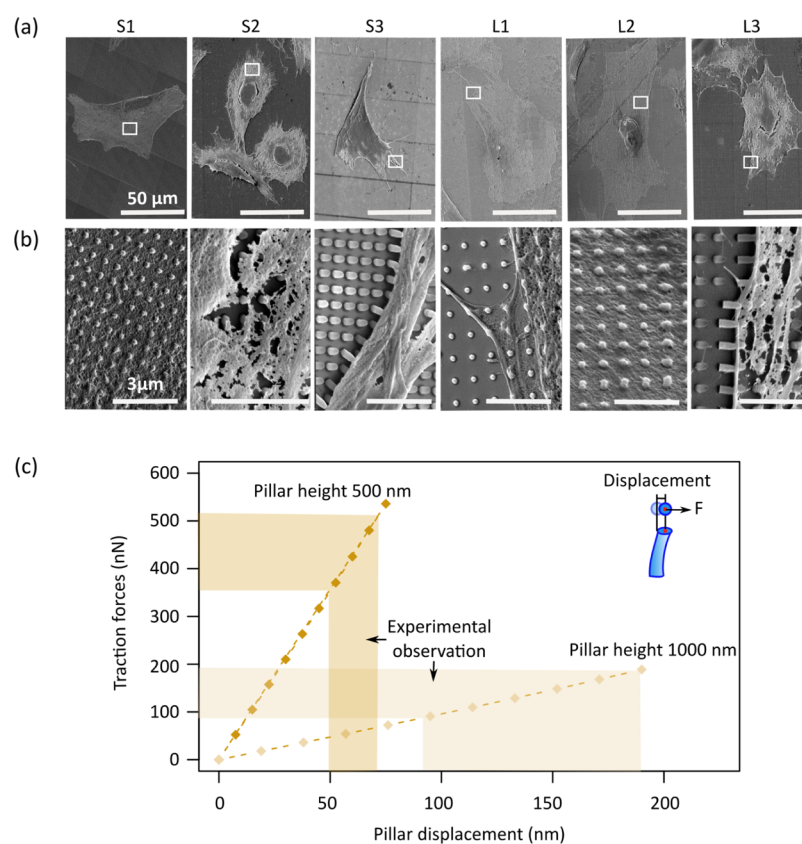 (a)
S1 S2 S3 L1 L2 L3
50 μm
(b)
3μm
(c)
600
500
400
300
200
100
0
Traction forces (nN)
Pillar height 500 nm
Displacement
F
Experimental
observation
Pillar height 1000 nm
0 50 100 150 200
Pillar displacement (nm)